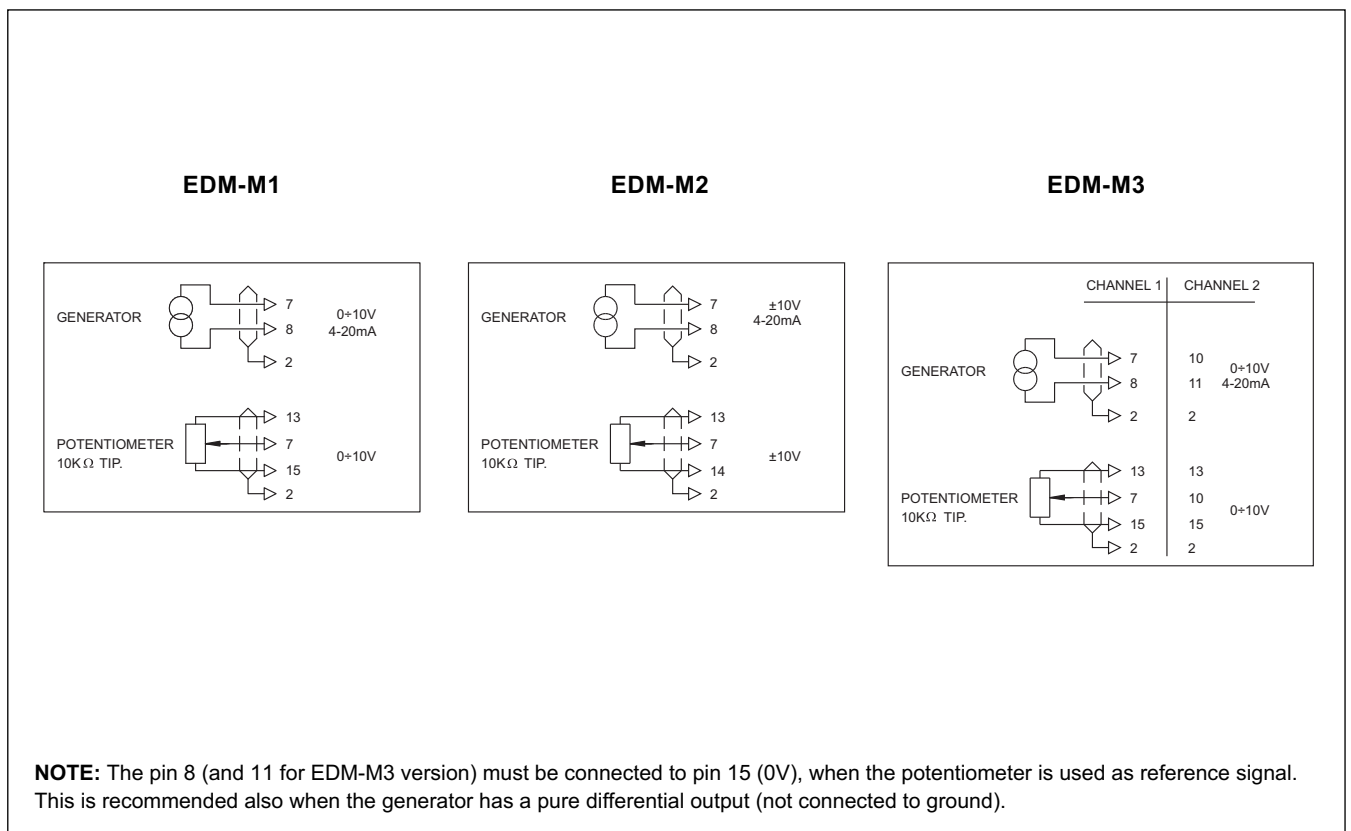 EDM-M1
GENERATOR
7
8
2
0÷10V
4-20mA
POTENTIOMETER
10KΩ TIP.
13
7
15
2
0÷10V
EDM-M2
GENERATOR
7
8
2
±10V
4-20mA
POTENTIOMETER
10KΩ TIP.
13
7
14
2
±10V
EDM-M3
CHANNEL 1 CHANNEL 2
GENERATOR
7 10
8 11
2 2
0÷10V
4-20mA
POTENTIOMETER
10KΩ TIP.
13 13
7 10
15 15
2 2
0÷10V
NOTE: The pin 8 (and 11 for EDM-M3 version) must be connected to pin 15 (0V), when the potentiometer is used as reference signal.
This is recommended also when the generator has a pure differential output (not connected to ground).